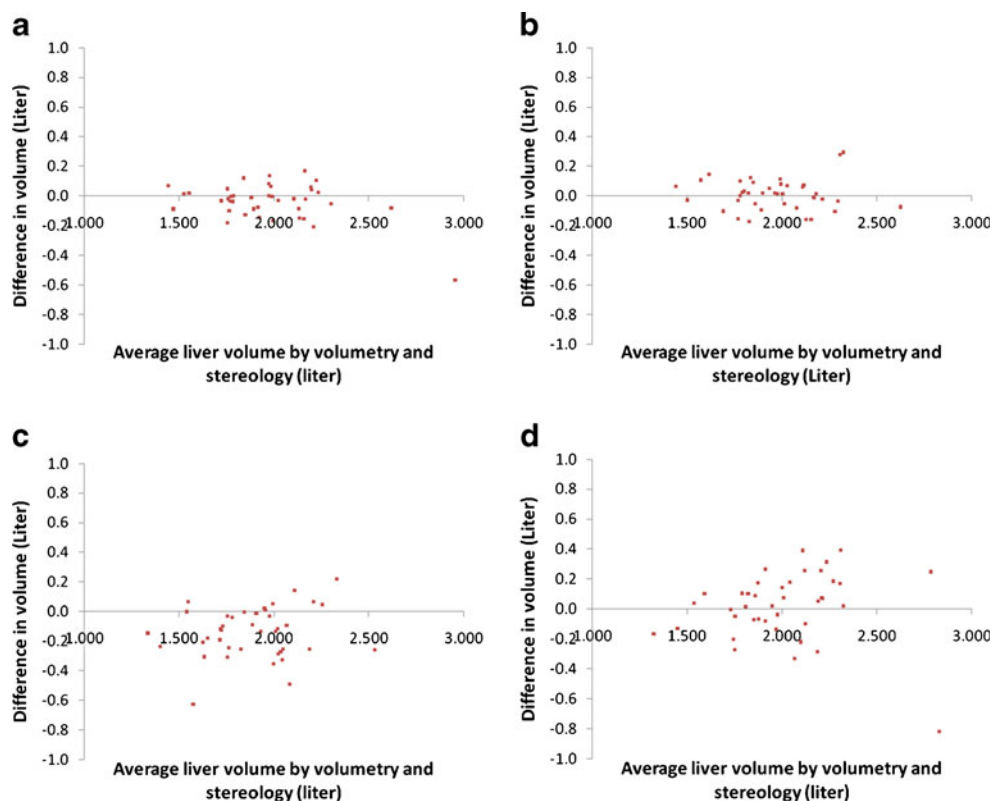 a
1.0
0.8
0.6
0.4
0.2
0.0
-0.2
-0.4
-0.6
-0.8
-1.0
Difference in volume (Liter)
1.000 1.500 2.000 2.500 3.000
Average liver volume by volumetry and
stereology (liter)
b
1.0
0.8
0.6
0.4
0.2
0.0
-0.2
-0.4
-0.6
-0.8
-1.0
Difference in volume (Liter)
1.000 1.500 2.000 2.500 3.000
Average liver volume by volumetry and
stereology (Liter)
c
1.0
0.8
0.6
0.4
0.2
0.0
-0.2
-0.4
-0.6
-0.8
-1.0
Difference in volume (Liter)
1.000 1.500 2.000 2.500 3.000
Average liver volume by volumetry and
stereology (liter)
d
1.0
0.8
0.6
0.4
0.2
0.0
-0.2
-0.4
-0.6
-0.8
-1.0
Difference in volume (Liter)
1.000 1.500 2.000 2.500 3.000
Average liver volume by volumetry and
stereology (liter)